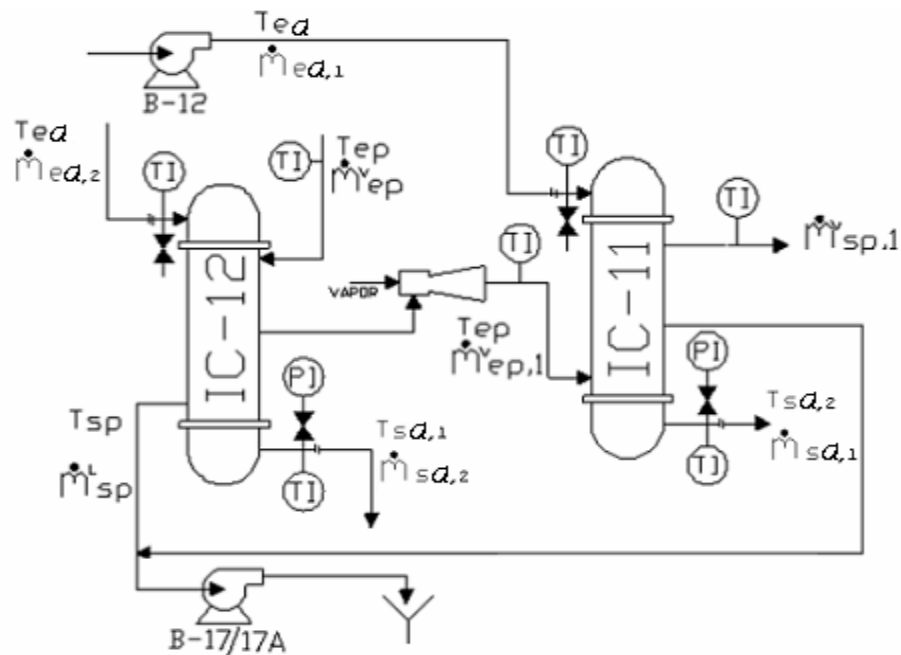 Tea
ṁea,1
B-12
Tea
ṁea,2
TI
TI
Tep
ṁᵛep
TI
TI
ṁᵛsp,1
IC-12
IC-11
VAPOR
TI
Tep
ṁᵛep,1
PI
Tsp
ṁᴸsp
PI
TI
Tsa,1
ṁsa,2
Tsa,2
ṁsa,1
TI
B-17/17A